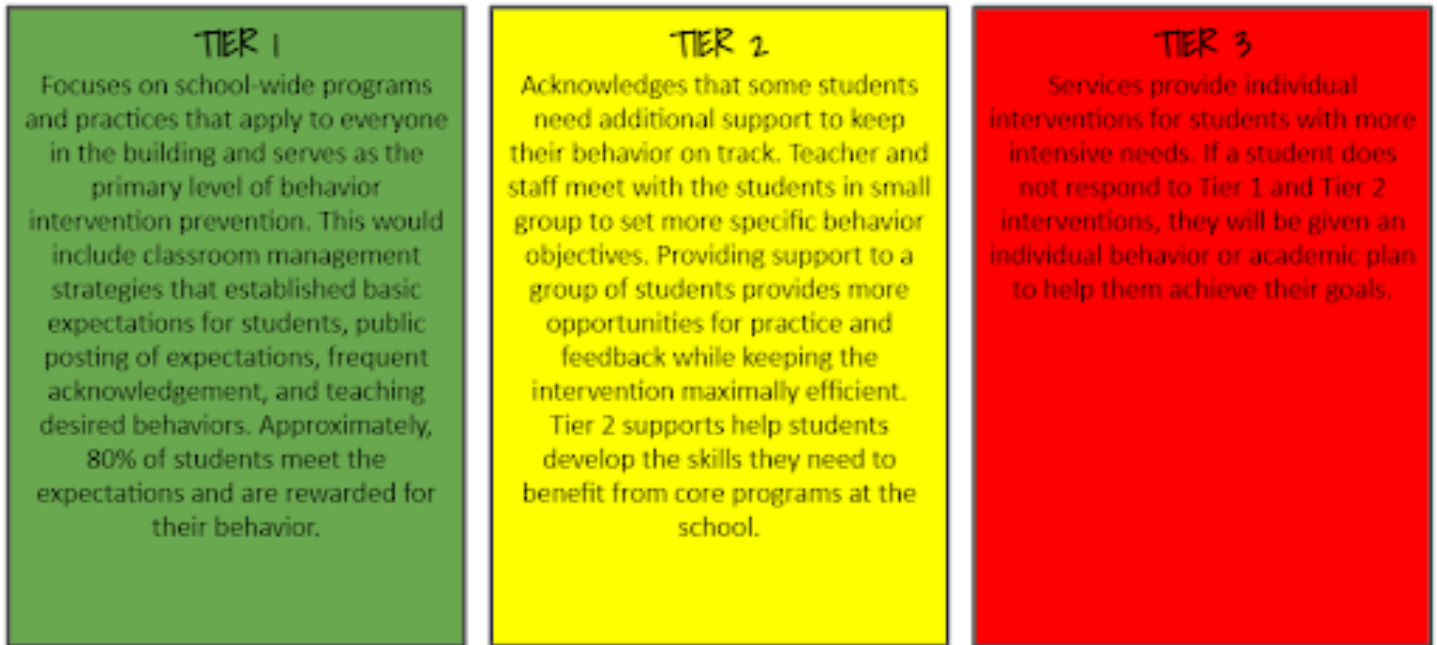 TIER 1
Focuses on school-wide programs
and practices that apply to everyone
in the building and serves as the
primary level of behavior
intervention prevention. This would
include classroom management
strategies that established basic
expectations for students, public
posting of expectations, frequent
acknowledgement, and teaching
desired behaviors. Approximately,
80% of students meet the
expectations and are rewarded for
their behavior.
TIER 2
Acknowledges that some students
need additional support to keep
their behavior on track. Teacher and
staff meet with the students in small
group to set more specific behavior
objectives. Providing support to a
group of students provides more
opportunities for practice and
feedback while keeping the
intervention maximally efficient.
Tier 2 supports help students
develop the skills they need to
benefit from core programs at the
school.
TIER 3
Services provide individual
interventions for students with more
intensive needs. If a student does
not respond to Tier 1 and Tier 2
interventions, they will be given an
individual behavior or academic plan
to help them achieve their goals.